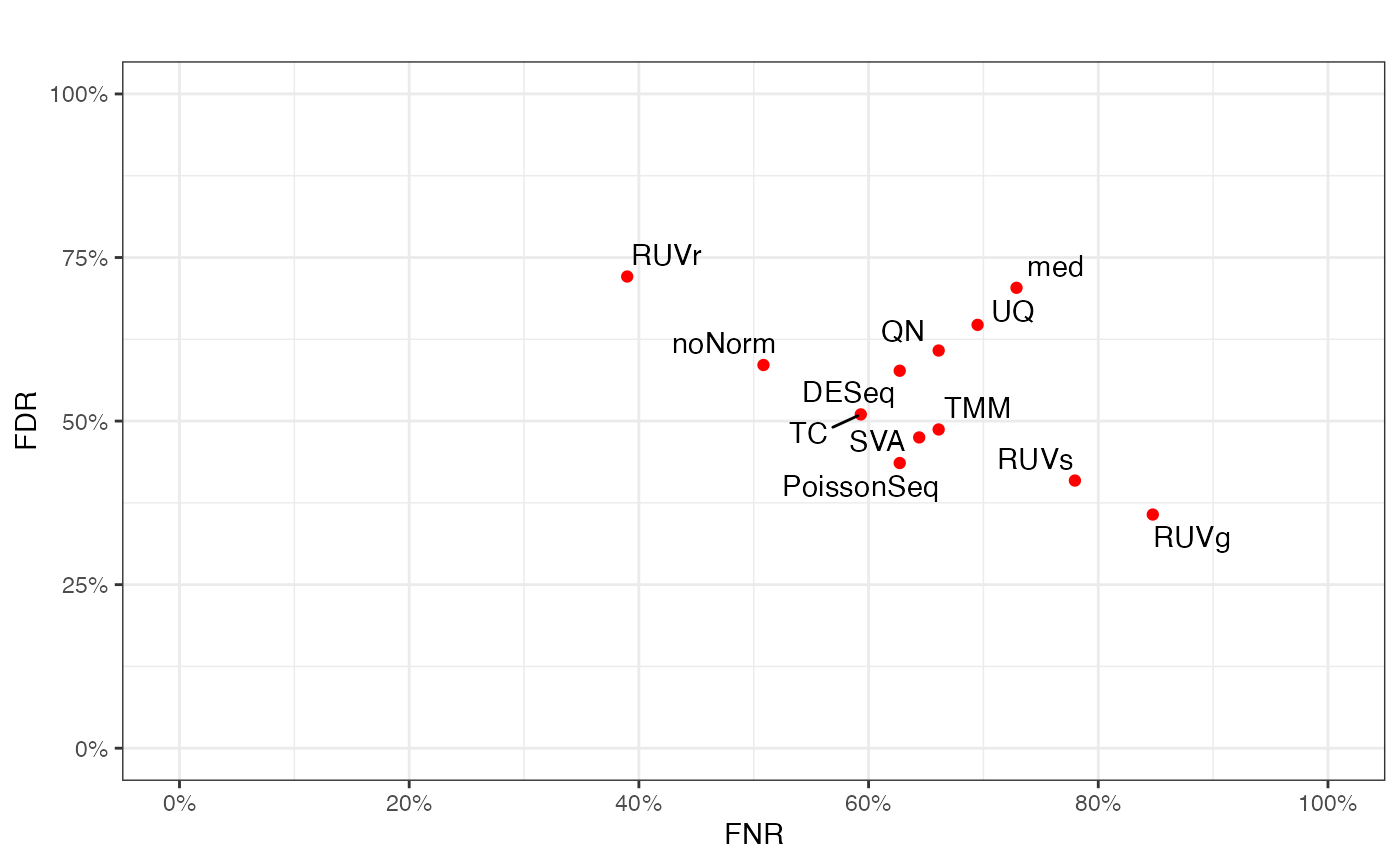 100%
75%
50%
25%
0%
FDR
RUVr
med
UQ
QN
noNorm
DESeq
TMM
TC
SVA
RUVs
PoissonSeq
RUVg
0%
20%
40%
60%
80%
100%
FNR